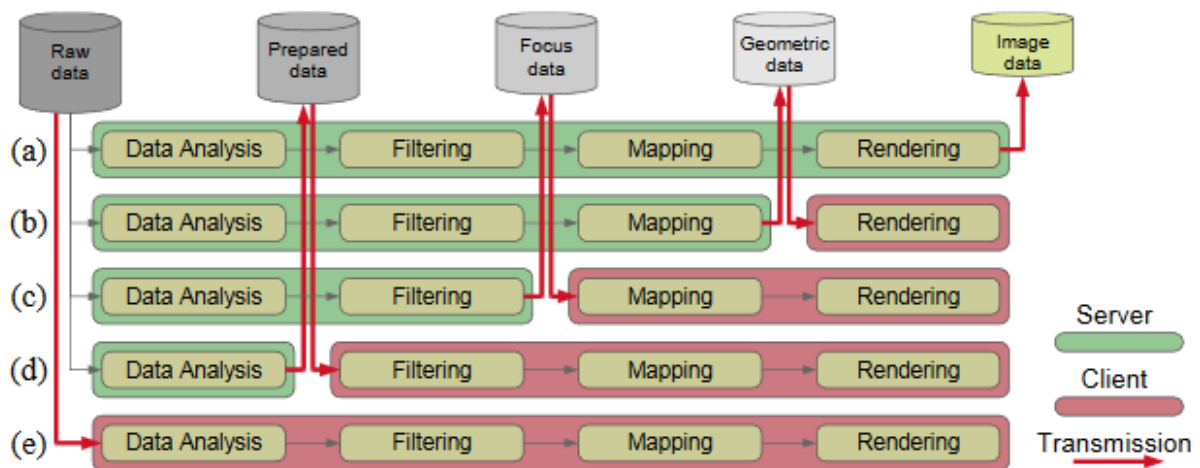 Raw
data
Prepared
data
Focus
data
Geometric
data
Image
data
(a) Data Analysis Filtering Mapping Rendering
(b) Data Analysis Filtering Mapping Rendering
(c) Data Analysis Filtering Mapping Rendering
(d) Data Analysis Filtering Mapping Rendering
(e) Data Analysis Filtering Mapping Rendering
Server
Client
Transmission